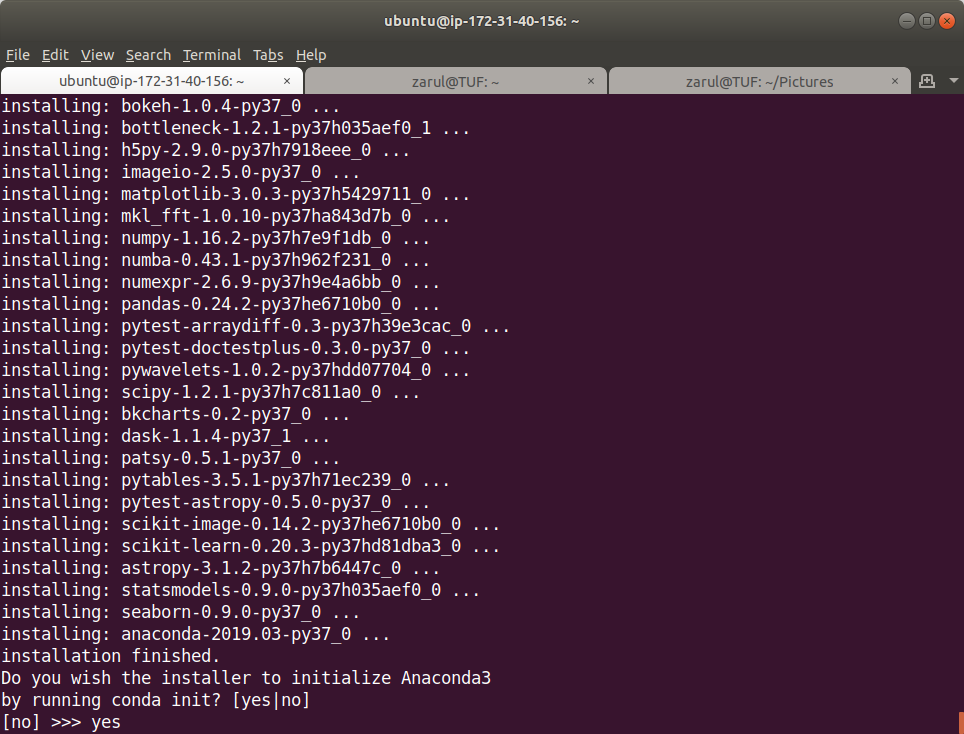 ubuntu@ip-172-31-40-156: ~
File Edit View Search Terminal Tabs Help
ubuntu@ip-172-31-40-156: ~ × zarul@TUF: ~ × zarul@TUF: ~/Pictures ×
installing: bokeh-1.0.4-py37_0 ...
installing: bottleneck-1.2.1-py37h035aef0_1 ...
installing: h5py-2.9.0-py37h7918eee_0 ...
installing: imageio-2.5.0-py37_0 ...
installing: matplotlib-3.0.3-py37h5429711_0 ...
installing: mkl_fft-1.0.10-py37ha843d7b_0 ...
installing: numpy-1.16.2-py37h7e9f1db_0 ...
installing: numba-0.43.1-py37h962f231_0 ...
installing: numexpr-2.6.9-py37h9e4a6bb_0 ...
installing: pandas-0.24.2-py37he6710b0_0 ...
installing: pytest-arraydiff-0.3-py37h39e3cac_0 ...
installing: pytest-doctestplus-0.3.0-py37_0 ...
installing: pywavelets-1.0.2-py37hdd07704_0 ...
installing: scipy-1.2.1-py37h7c811a0_0 ...
installing: bkcharts-0.2-py37_0 ...
installing: dask-1.1.4-py37_1 ...
installing: patsy-0.5.1-py37_0 ...
installing: pytables-3.5.1-py37h71ec239_0 ...
installing: pytest-astropy-0.5.0-py37_0 ...
installing: scikit-image-0.14.2-py37he6710b0_0 ...
installing: scikit-learn-0.20.3-py37hd81dba3_0 ...
installing: astropy-3.1.2-py37h7b6447c_0 ...
installing: statsmodels-0.9.0-py37h035aef0_0 ...
installing: seaborn-0.9.0-py37_0 ...
installing: anaconda-2019.03-py37_0 ...
installation finished.
Do you wish the installer to initialize Anaconda3
by running conda init? [yes|no]
[no] >>> yes